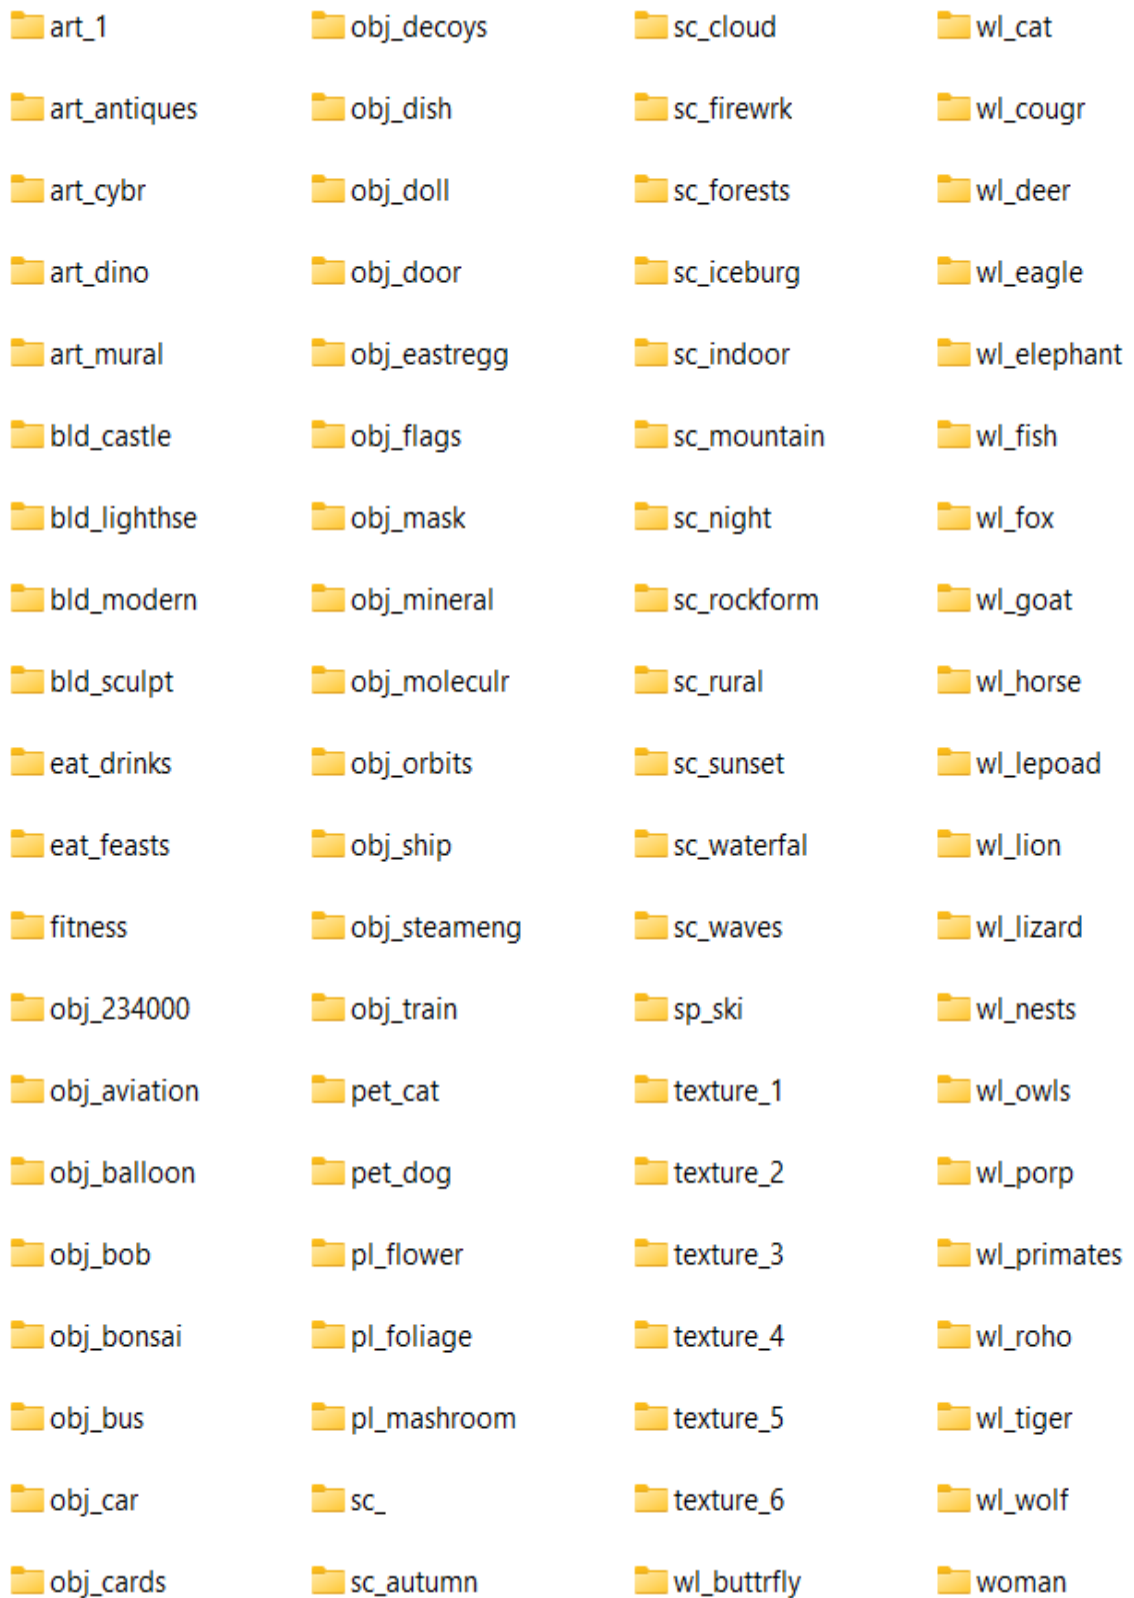 art_1
art_antiques
art_cybr
art_dino
art_mural
bld_castle
bld_lighthse
bld_modern
bld_sculpt
eat_drinks
eat_feasts
fitness
obj_234000
obj_aviation
obj_balloon
obj_bob
obj_bonsai
obj_bus
obj_car
obj_cards
obj_decoys
obj_dish
obj_doll
obj_door
obj_eastregg
obj_flags
obj_mask
obj_mineral
obj_moleculr
obj_orbits
obj_ship
obj_steameng
obj_train
pet_cat
pet_dog
pl_flower
pl_foliage
pl_mashroom
sc_
sc_autumn
sc_cloud
sc_firewrk
sc_forests
sc_iceburg
sc_indoor
sc_mountain
sc_night
sc_rockform
sc_rural
sc_sunset
sc_waterfal
sc_waves
sp_ski
texture_1
texture_2
texture_3
texture_4
texture_5
texture_6
wl_buttrfly
wl_cat
wl_cougr
wl_deer
wl_eagle
wl_elephant
wl_fish
wl_fox
wl_goat
wl_horse
wl_lepoad
wl_lion
wl_lizard
wl_nests
wl_owls
wl_porp
wl_primates
wl_roho
wl_tiger
wl_wolf
woman